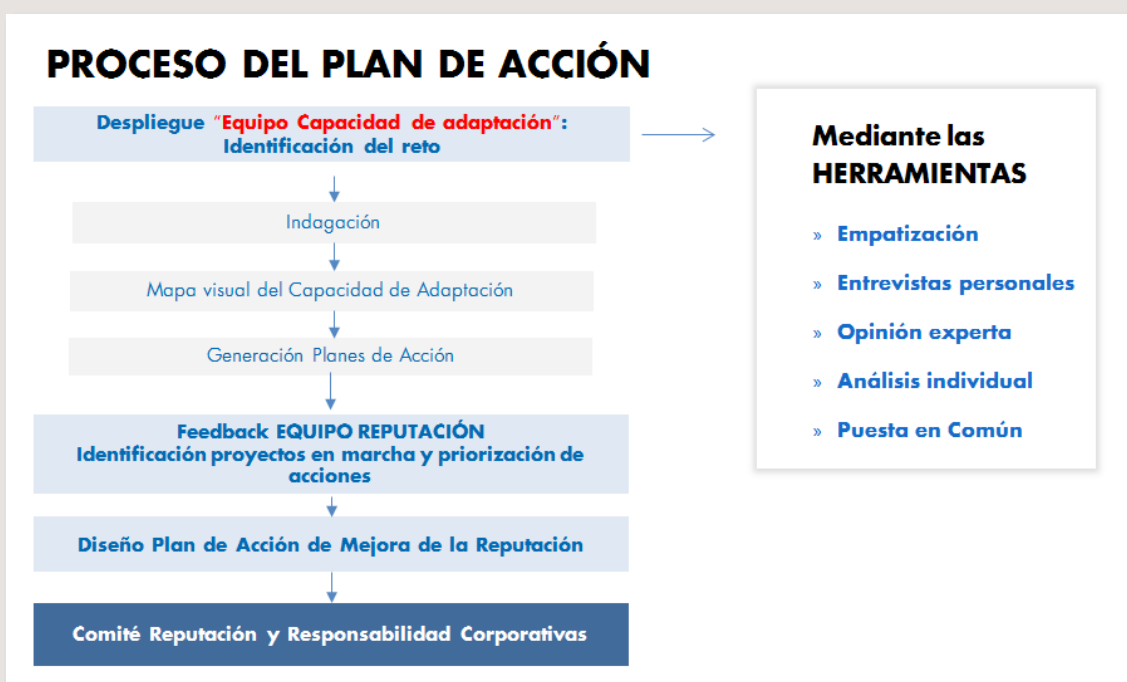 PROCESO DEL PLAN DE ACCIÓN
Despliegue “Equipo Capacidad de adaptación”:
Identificación del reto
Indagación
Mapa visual del Capacidad de Adaptación
Generación Planes de Acción
Feedback EQUIPO REPUTACIÓN
Identificación proyectos en marcha y priorización de
acciones
Diseño Plan de Acción de Mejora de la Reputación
Comité Reputación y Responsabilidad Corporativas
Mediante las
HERRAMIENTAS
» Empatización
» Entrevistas personales
» Opinión experta
» Análisis individual
» Puesta en Común